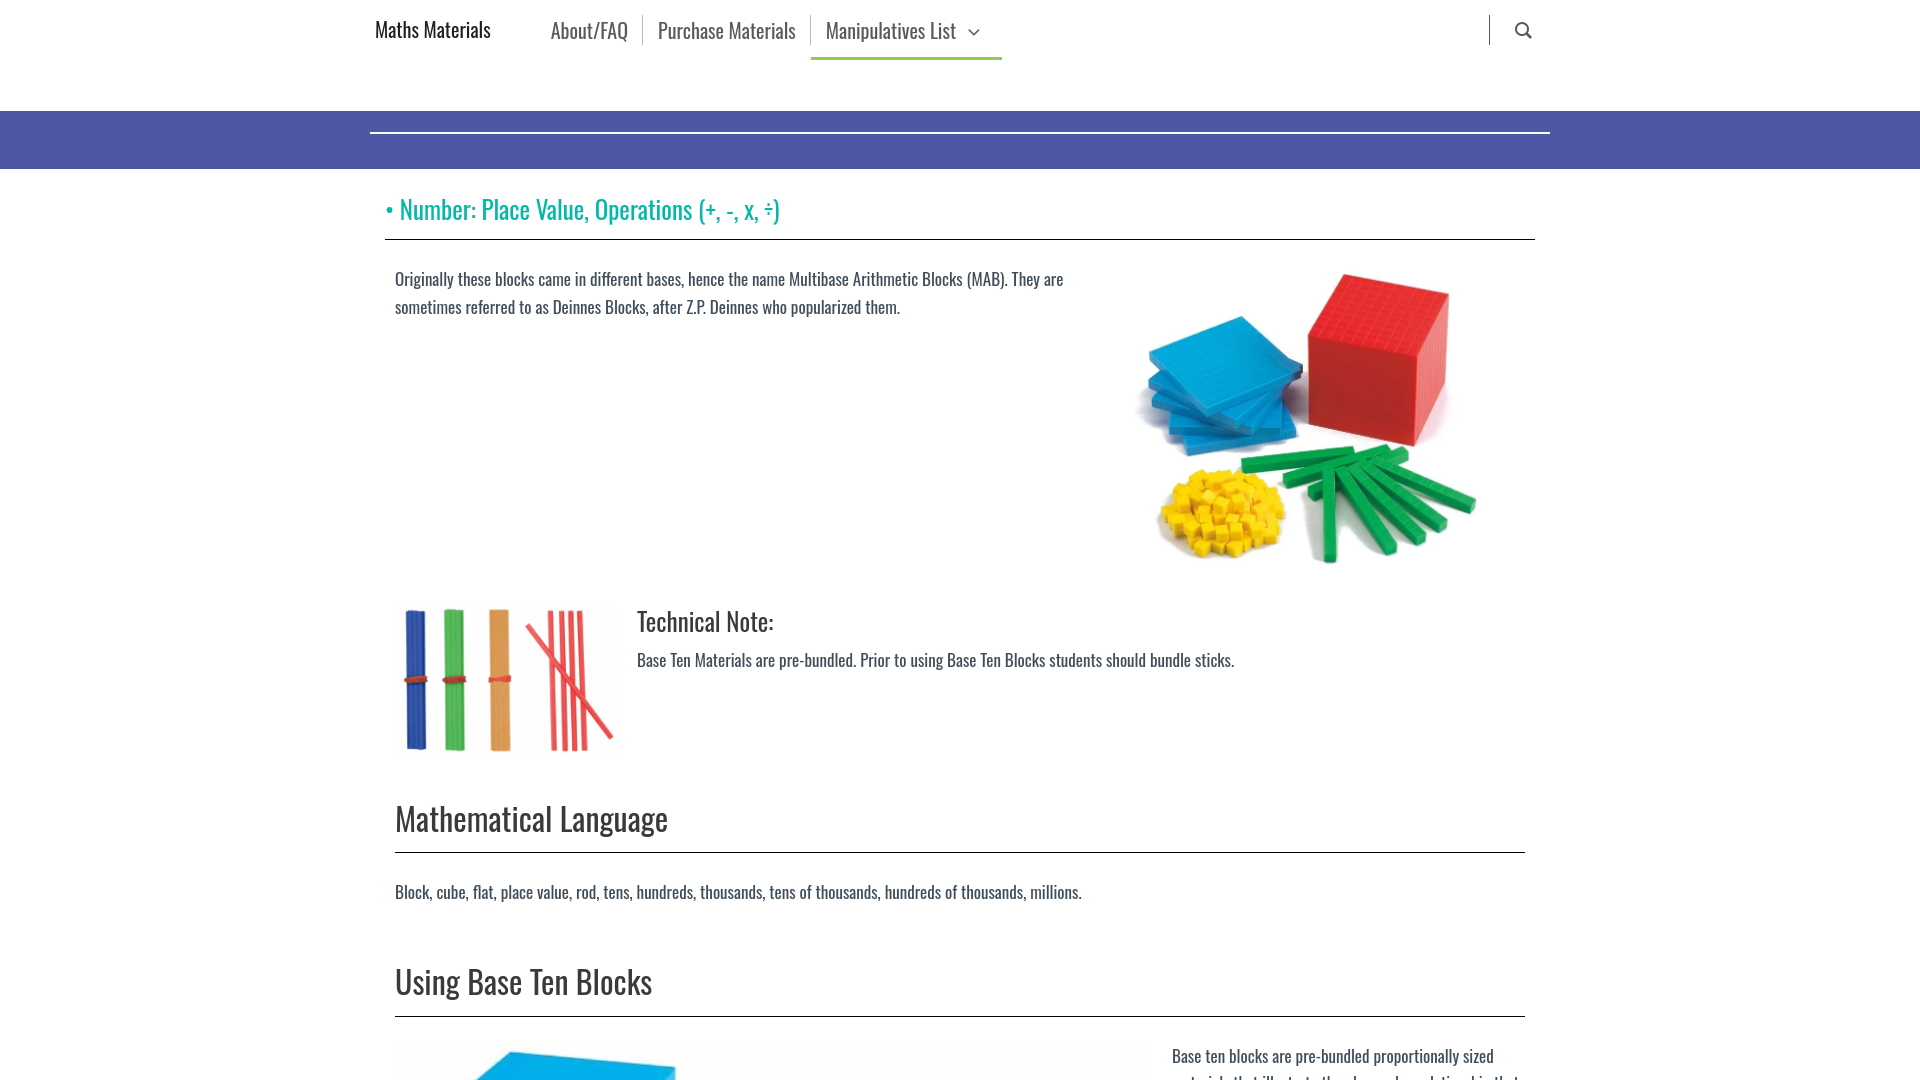 Maths Materials
About/FAQ
Purchase Materials
Manipulatives List
• Number: Place Value, Operations (+, -, x, ÷)
Originally these blocks came in different bases, hence the name Multibase Arithmetic Blocks (MAB). They are
sometimes referred to as Deinnes Blocks, after Z.P. Deinnes who popularized them.
Technical Note:
Base Ten Materials are pre-bundled. Prior to using Base Ten Blocks students should bundle sticks.
Mathematical Language
Block, cube, flat, place value, rod, tens, hundreds, thousands, tens of thousands, hundreds of thousands, millions.
Using Base Ten Blocks
Base ten blocks are pre-bundled proportionally sized